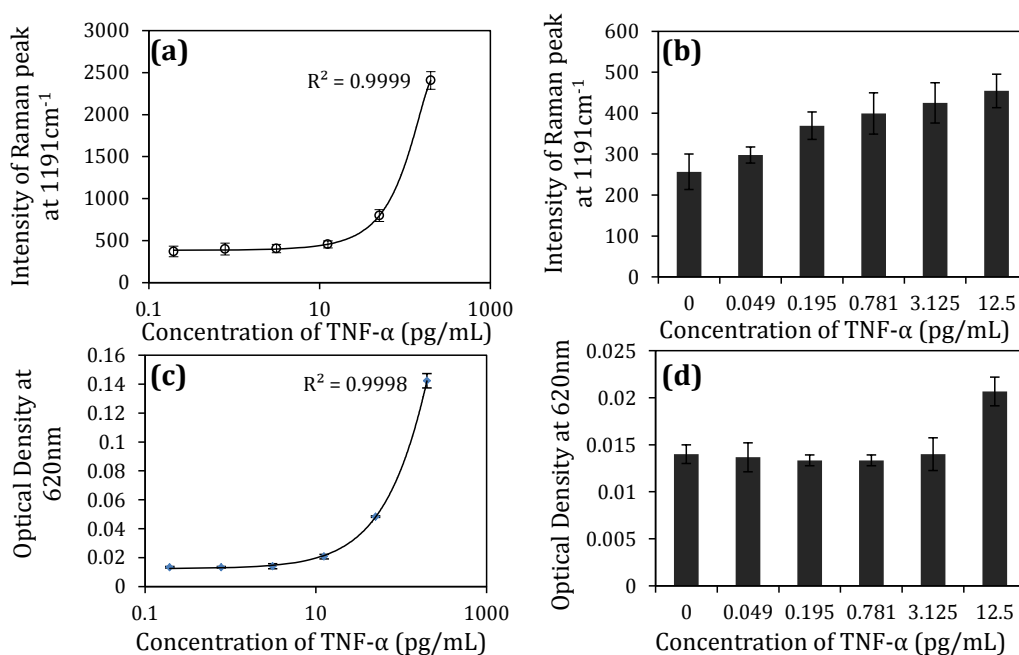 (a)
R² = 0.9999
Intensity of Raman peak
at 1191cm⁻¹
3000
2500
2000
1500
1000
500
0
0.1
10
1000
Concentration of TNF-α (pg/mL)
(b)
Intensity of Raman peak
at 1191cm⁻¹
600
500
400
300
200
100
0
0
0.049
0.195
0.781
3.125
12.5
Concentration of TNF-α (pg/mL)
(c)
R² = 0.9998
Optical Density at
620nm
0.16
0.14
0.12
0.1
0.08
0.06
0.04
0.02
0
0.1
10
1000
Concentration of TNF-α (pg/mL)
(d)
Optical Density at 620nm
0.025
0.02
0.015
0.01
0.005
0
0
0.049
0.195
0.781
3.125
12.5
Concentration of TNF-α (pg/mL)